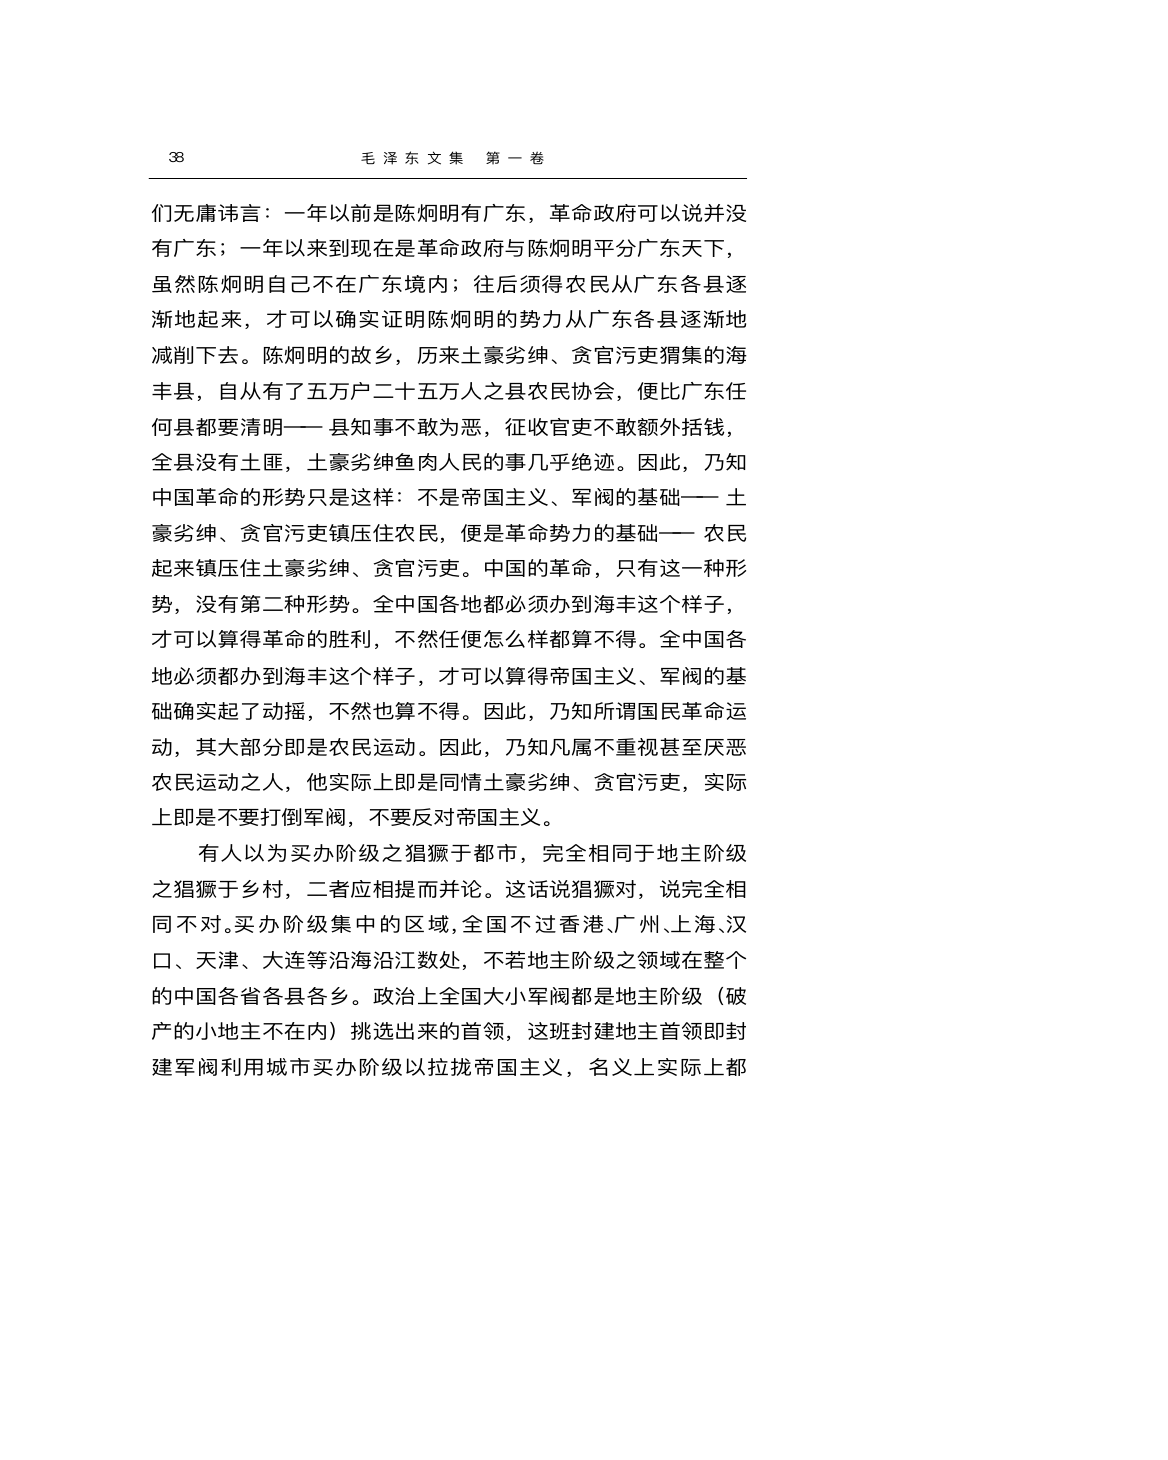 38 毛泽东文集 第一卷
们无庸讳言：一年以前是陈炯明有广东，革命政府可以说并没
有广东；一年以来到现在是革命政府与陈炯明平分广东天下，
虽然陈炯明自己不在广东境内；往后须得农民从广东各县逐
渐地起来，才可以确实证明陈炯明的势力从广东各县逐渐地
减削下去。陈炯明的故乡，历来土豪劣绅、贪官污吏猬集的海
丰县，自从有了五万户二十五万人之县农民协会，便比广东任
何县都要清明——县知事不敢为恶，征收官吏不敢额外括钱，
全县没有土匪，土豪劣绅鱼肉人民的事几乎绝迹。因此，乃知
中国革命的形势只是这样：不是帝国主义、军阀的基础——土
豪劣绅、贪官污吏镇压住农民，便是革命势力的基础——农民
起来镇压住土豪劣绅、贪官污吏。中国的革命，只有这一种形
势，没有第二种形势。全中国各地都必须办到海丰这个样子，
才可以算得革命的胜利，不然任便怎么样都算不得。全中国各
地必须都办到海丰这个样子，才可以算得帝国主义、军阀的基
础确实起了动摇，不然也算不得。因此，乃知所谓国民革命运
动，其大部分即是农民运动。因此，乃知凡属不重视甚至厌恶
农民运动之人，他实际上即是同情土豪劣绅、贪官污吏，实际
上即是不要打倒军阀，不要反对帝国主义。
有人以为买办阶级之猖獗于都市，完全相同于地主阶级
之猖獗于乡村，二者应相提而并论。这话说猖獗对，说完全相
同不对。买办阶级集中的区域，全国不过香港、广州、上海、汉
口、天津、大连等沿海沿江数处，不若地主阶级之领域在整个
的中国各省各县各乡。政治上全国大小军阀都是地主阶级（破
产的小地主不在内）挑选出来的首领，这班封建地主首领即封
建军阀利用城市买办阶级以拉拢帝国主义，名义上实际上都